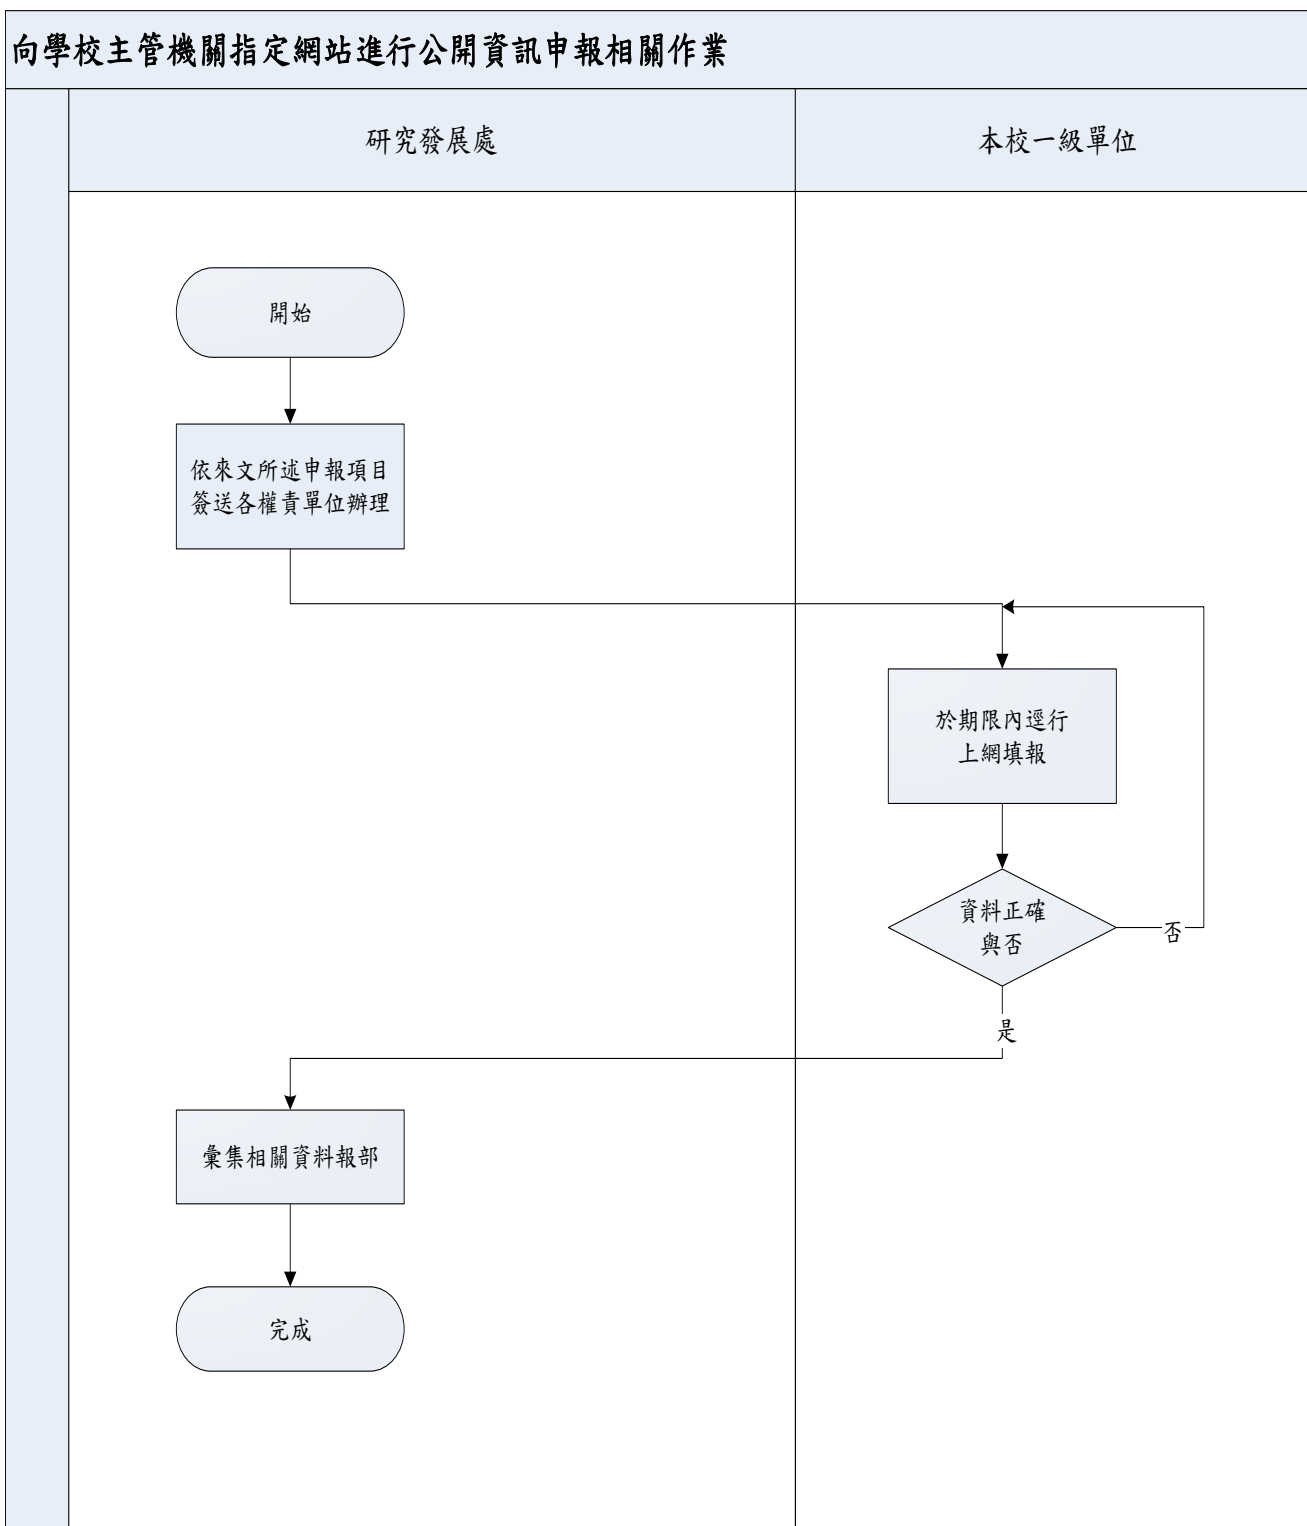 向學校主管機關指定網站進行公開資訊申報相關作業
研究發展處
本校一級單位
開始
依來文所述申報項目
簽送各權責單位辦理
於期限內逕行
上網填報
資料正確
與否
否
是
彙集相關資料報部
完成